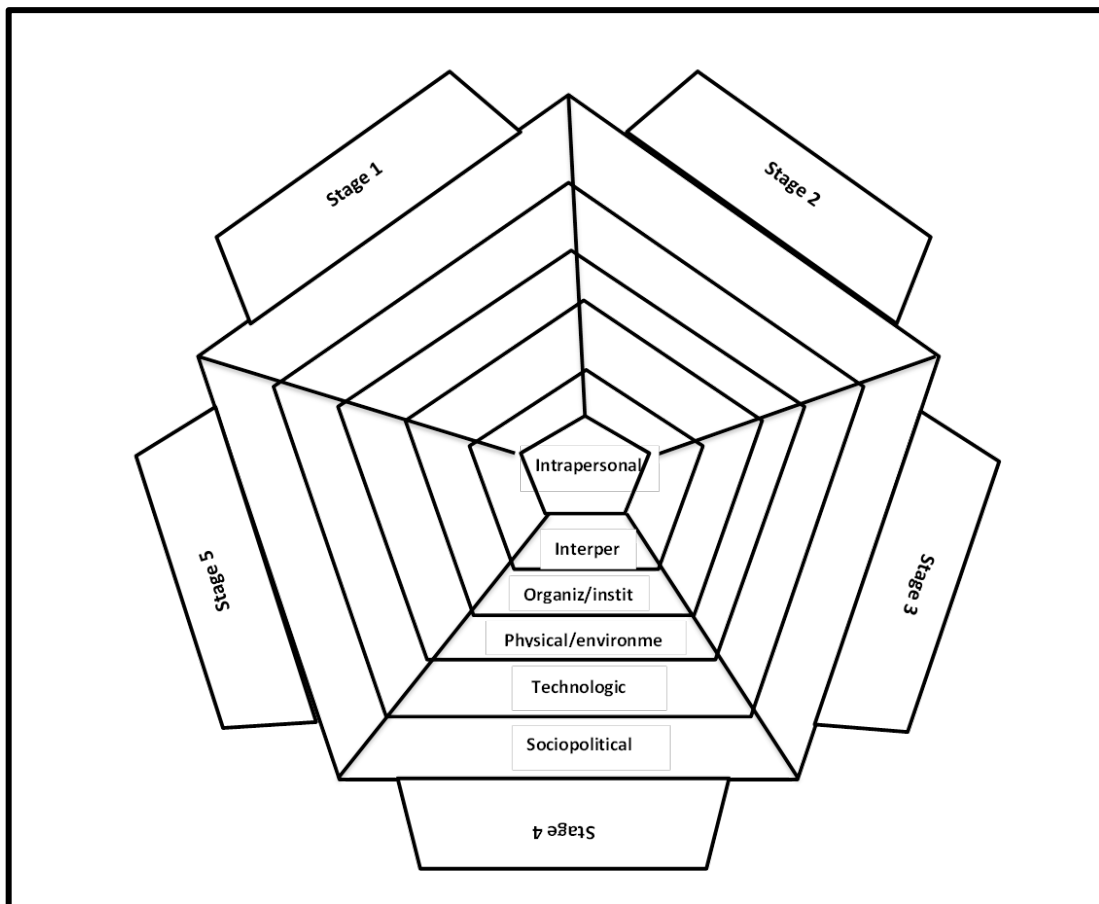 Stage 1
Stage 2
Intrapersonal
Interper
Organiz/instit
Physical/environme
Technologic
Sociopolitical
Stage 3
Stage 4
Stage 5